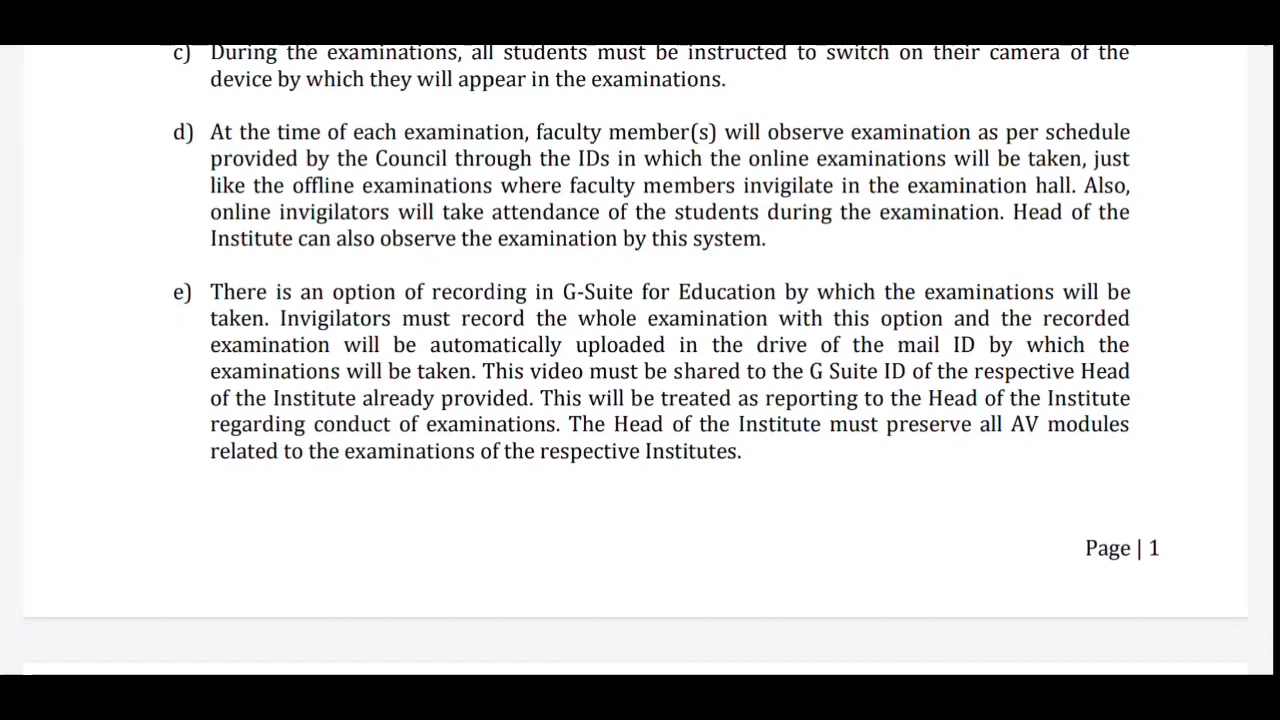 c) During the examinations, all students must be instructed to switch on their camera of the
device by which they will appear in the examinations.
d) At the time of each examination, faculty member(s) will observe examination as per schedule
provided by the Council through the IDs in which the online examinations will be taken, just
like the offline examinations where faculty members invigilate in the examination hall. Also,
online invigilators will take attendance of the students during the examination. Head of the
Institute can also observe the examination by this system.
e) There is an option of recording in G-Suite for Education by which the examinations will be
taken. Invigilators must record the whole examination with this option and the recorded
examination will be automatically uploaded in the drive of the mail ID by which the
examinations will be taken. This video must be shared to the G Suite ID of the respective Head
of the Institute already provided. This will be treated as reporting to the Head of the Institute
regarding conduct of examinations. The Head of the Institute must preserve all AV modules
related to the examinations of the respective Institutes.
Page | 1